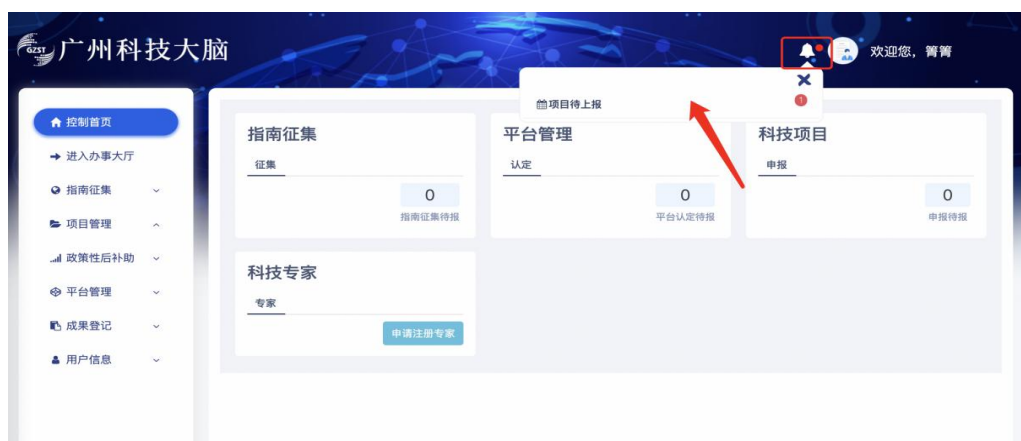 GZST
广州科技大脑
欢迎您，箐箐
项目待上报
1
控制首页
进入办事大厅
指南征集
项目管理
政策性后补助
平台管理
成果登记
用户信息
指南征集
征集
0
指南征集待报
平台管理
认定
0
平台认定待报
科技项目
申报
0
申报待报
科技专家
专家
申请注册专家